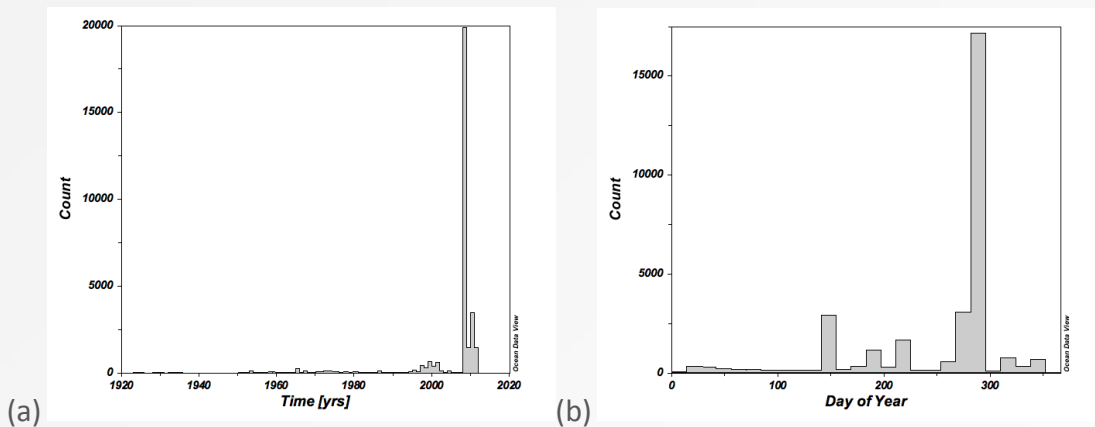 20000
15000
10000
5000
0
Count
1920
1940
1960
1980
2000
2020
Time [yrs]
Ocean Data View
(a)
15000
10000
5000
0
Count
0
100
200
300
Day of Year
Ocean Data View
(b)